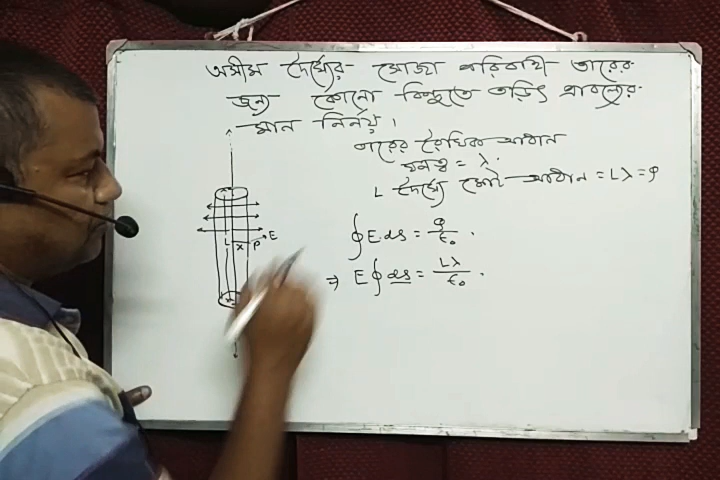 অসীম দৈর্ঘ্যের সোজা পরিবাহী তারের
জন্য কোনো বিন্দুতে তড়িৎ প্রাবল্যের
মান নির্ণয়।
তারের রৈখিক আধান
ঘনত্ব = λ.
L দৈর্ঘ্যে মোট আধান = Lλ = q
∮E.ds = q/ε₀ .
⇒ E∮ds = Lλ/ε₀ .
L x P E